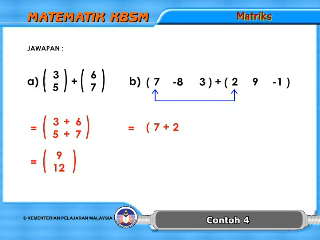 MATEMATIK KBSM
Matriks
JAWAPAN :
a) ( 3 ) + ( 6 ) b) ( 7 -8 3 ) + ( 2 9 -1 )
5 7
= ( 3 + 6 ) = ( 7 + 2
5 + 7
= ( 9 )
12
© KEMENTERIAN PELAJARAN MALAYSIA
Contoh 4